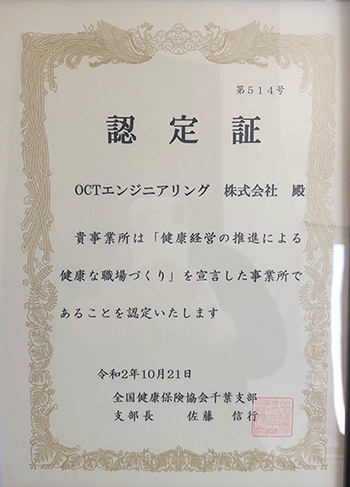 第514号
認定証
OCTエンジニアリング 株式会社 殿
貴事業所は「健康経営の推進による
健康な職場づくり」を宣言した事業所で
あることを認定いたします
令和2年10月21日
全国健康保険協会千葉支部
支部長 佐藤 信行